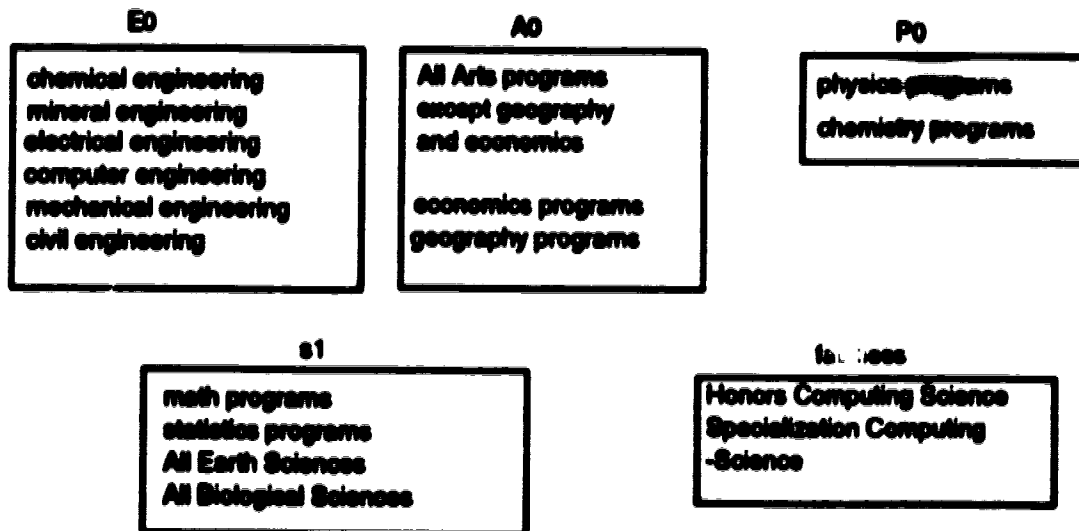 E0
chemical engineering
mineral engineering
electrical engineering
computer engineering
mechanical engineering
civil engineering
A0
All Arts programs
except geography
and economics
economics programs
geography programs
P0
physics programs
chemistry programs
s1
math programs
statistics programs
All Earth Sciences
All Biological Sciences
Honors Computing Science
Specialization Computing
-Science